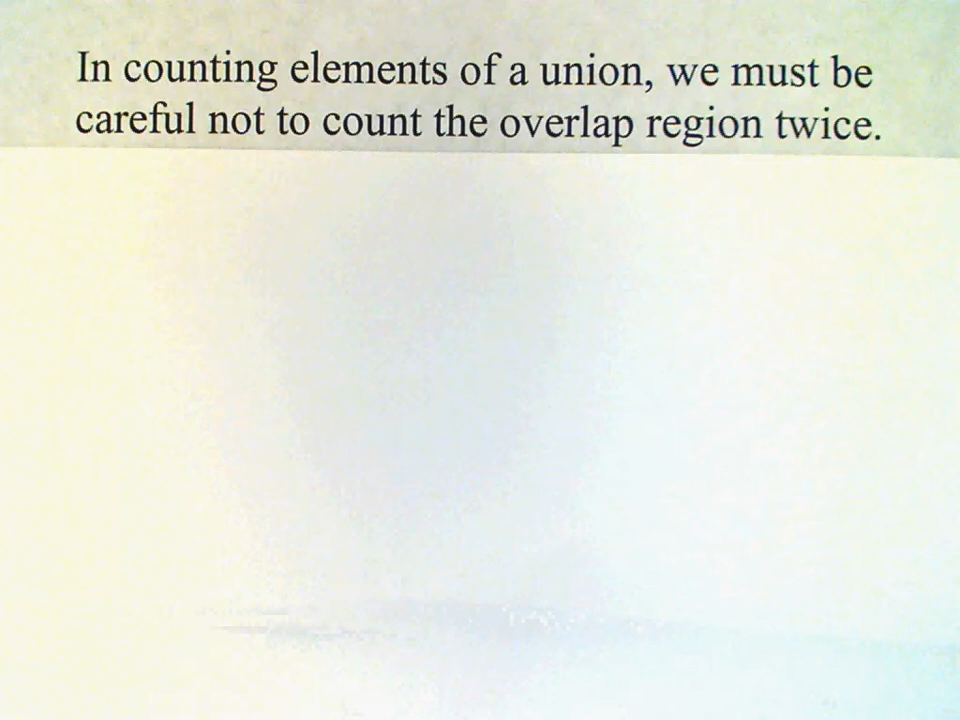 In counting elements of a union, we must be
careful not to count the overlap region twice.